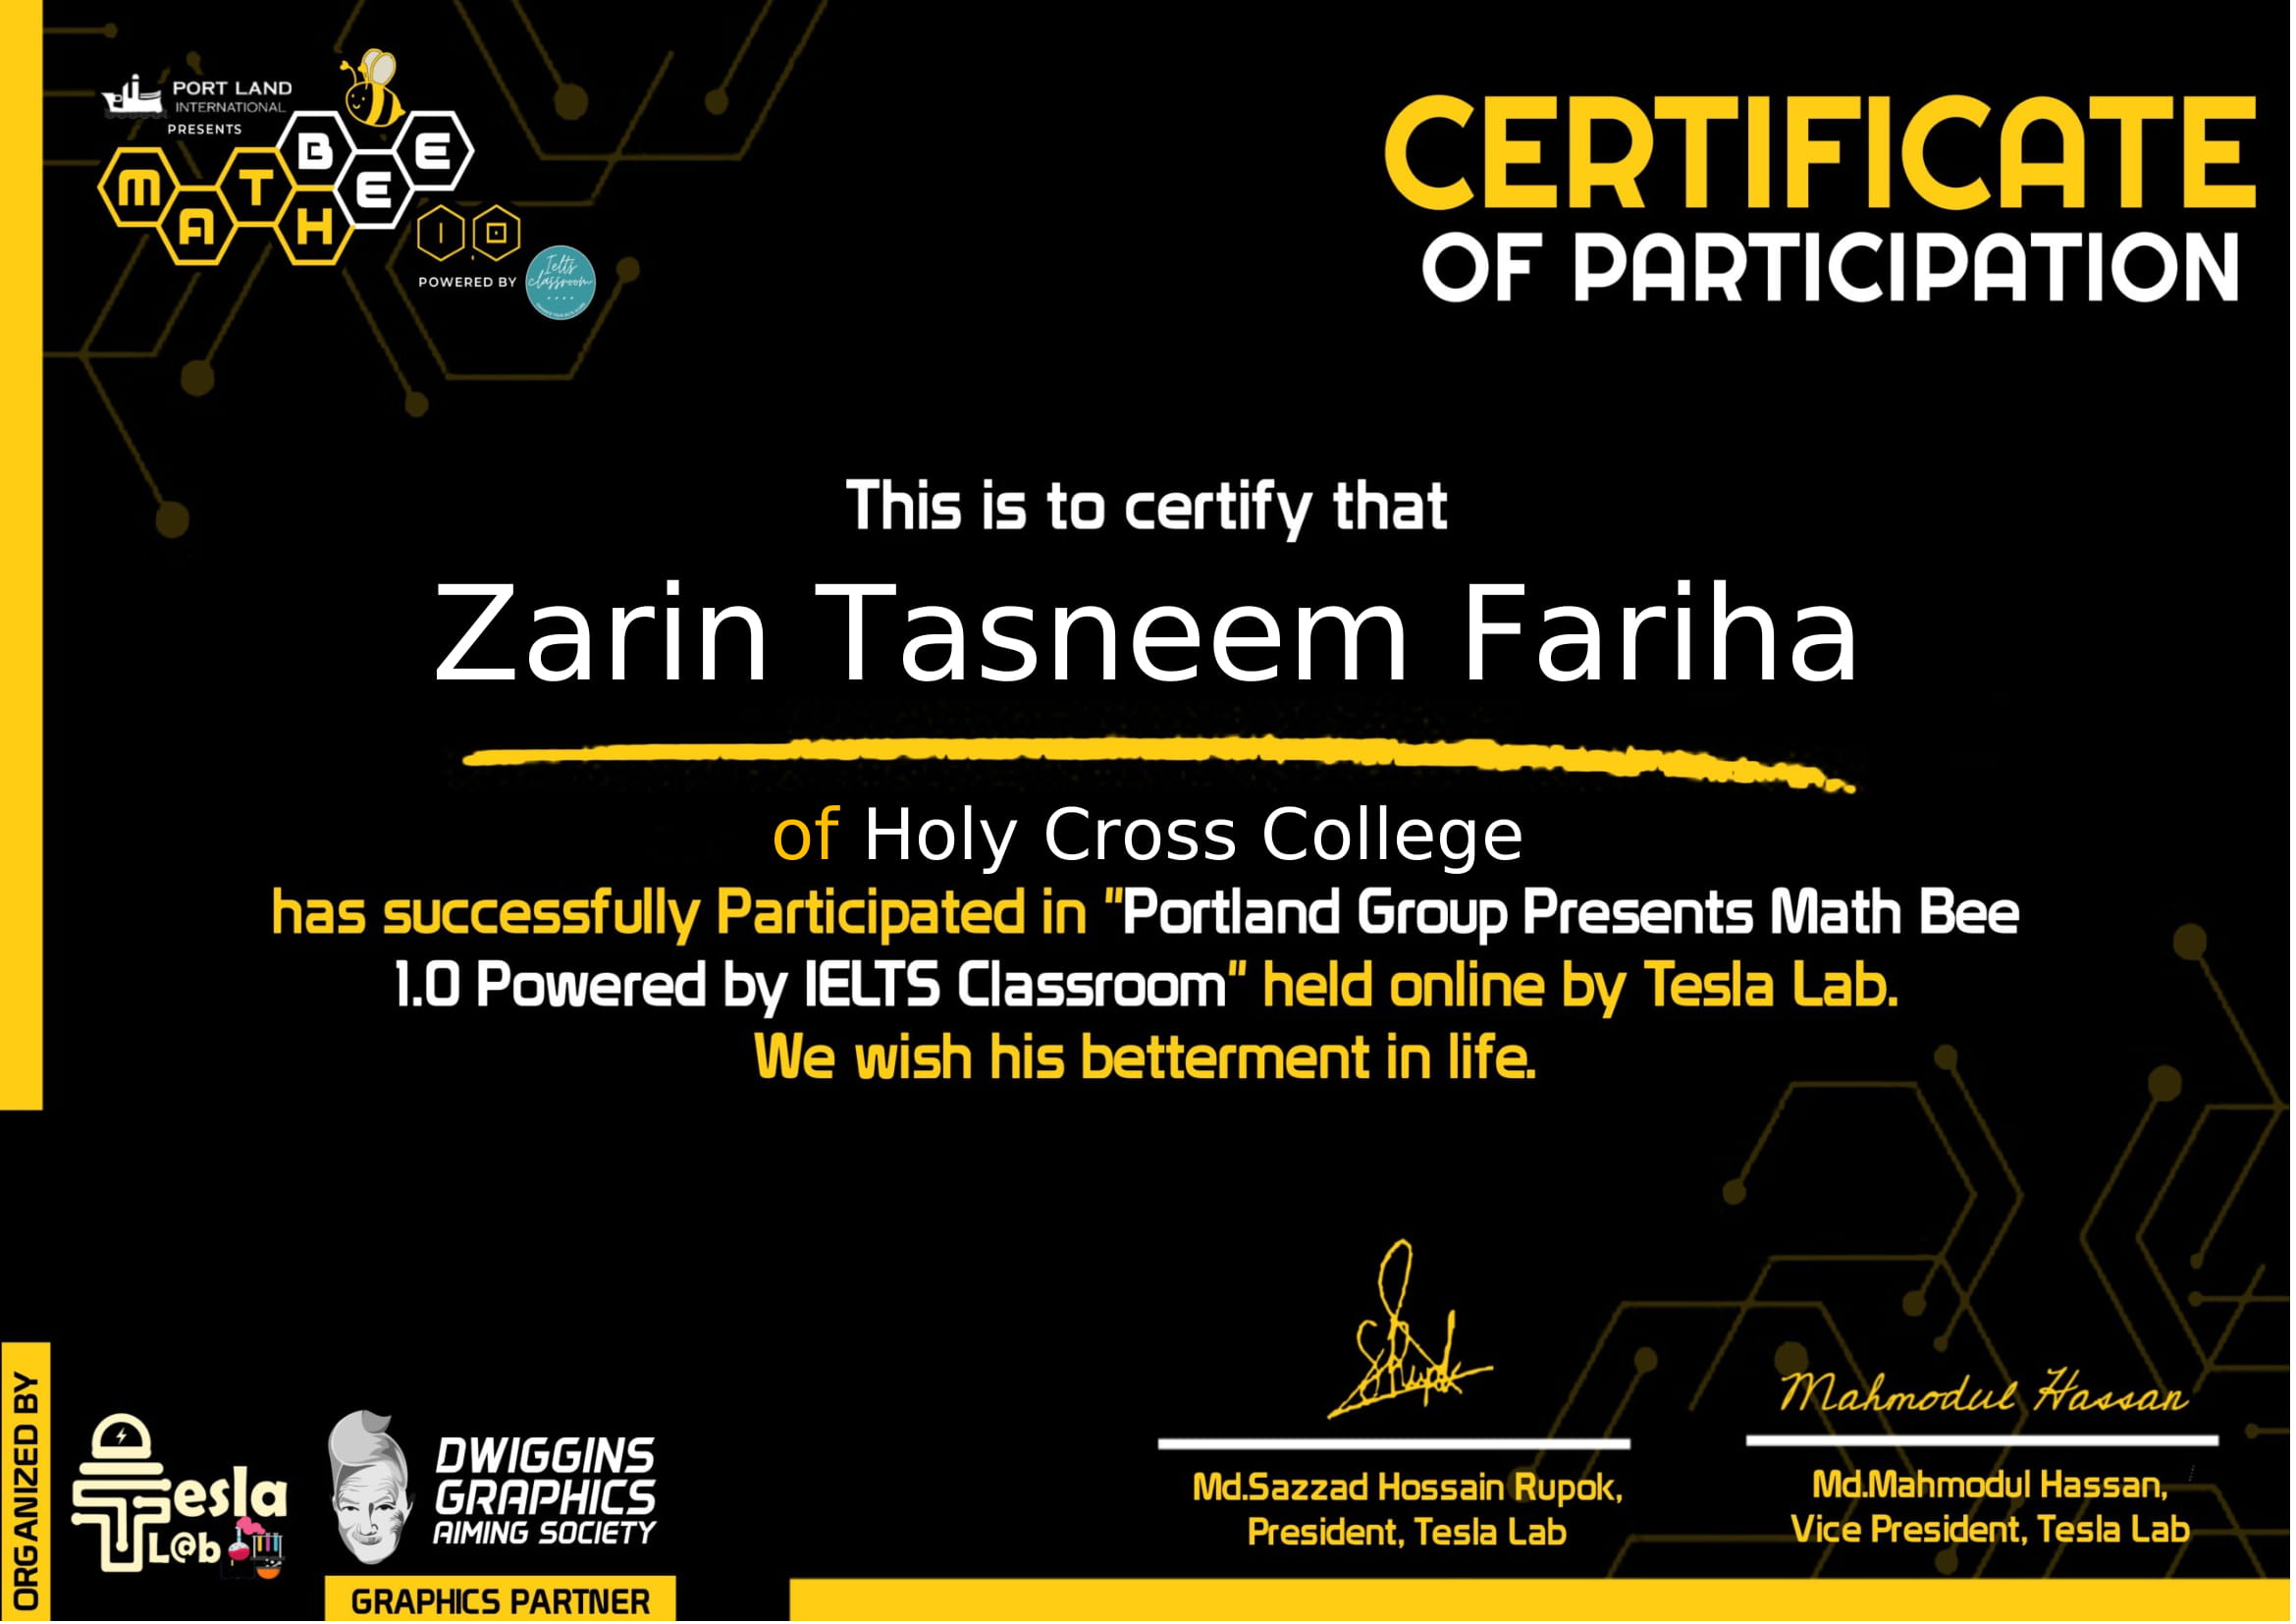 PORT LAND
INTERNATIONAL
PRESENTS
MATH BEE
1.0
POWERED BY
Ielts
classroom
CERTIFICATE
OF PARTICIPATION
This is to certify that
Zarin Tasneem Fariha
of Holy Cross College
has successfully Participated in "Portland Group Presents Math Bee
1.0 Powered by IELTS Classroom" held online by Tesla Lab.
We wish his betterment in life.
ORGANIZED BY
Tesla
L@b
DWIGGINS
GRAPHICS
AIMING SOCIETY
GRAPHICS PARTNER
SRupok
Md.Sazzad Hossain Rupok,
President, Tesla Lab
Mahmodul Hassan
Md.Mahmodul Hassan,
Vice President, Tesla Lab